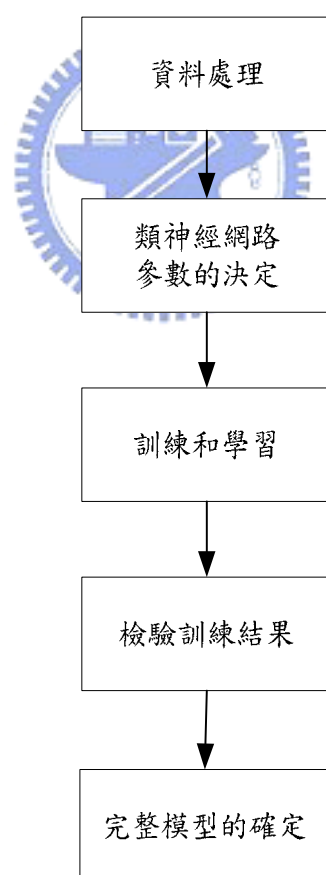 資料處理
類神經網路
參數的決定
訓練和學習
檢驗訓練結果
完整模型的確定